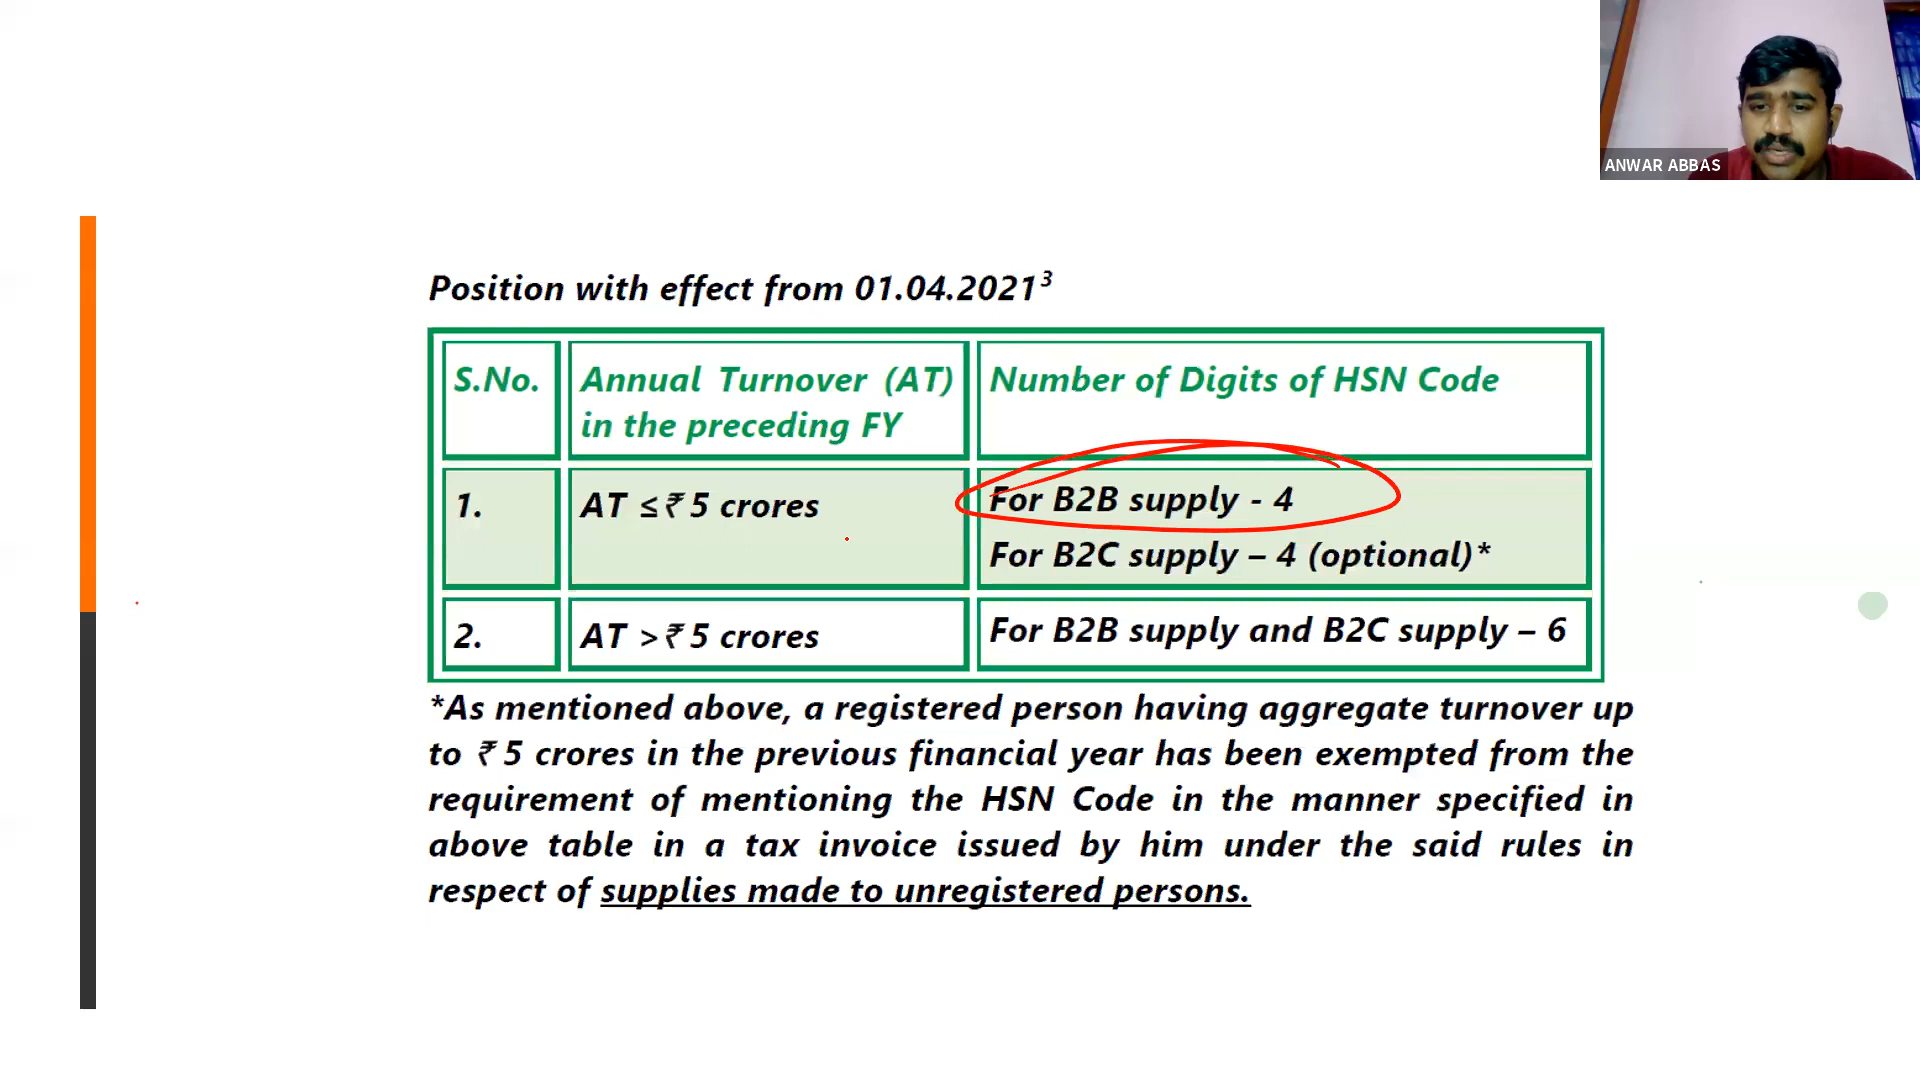 ANWAR ABBAS
Position with effect from 01.04.2021³
S.No.
Annual Turnover (AT)
in the preceding FY
Number of Digits of HSN Code
1.
AT ≤ ₹ 5 crores
For B2B supply - 4
For B2C supply – 4 (optional)*
2.
AT > ₹ 5 crores
For B2B supply and B2C supply – 6
*As mentioned above, a registered person having aggregate turnover up
to ₹ 5 crores in the previous financial year has been exempted from the
requirement of mentioning the HSN Code in the manner specified in
above table in a tax invoice issued by him under the said rules in
respect of supplies made to unregistered persons.